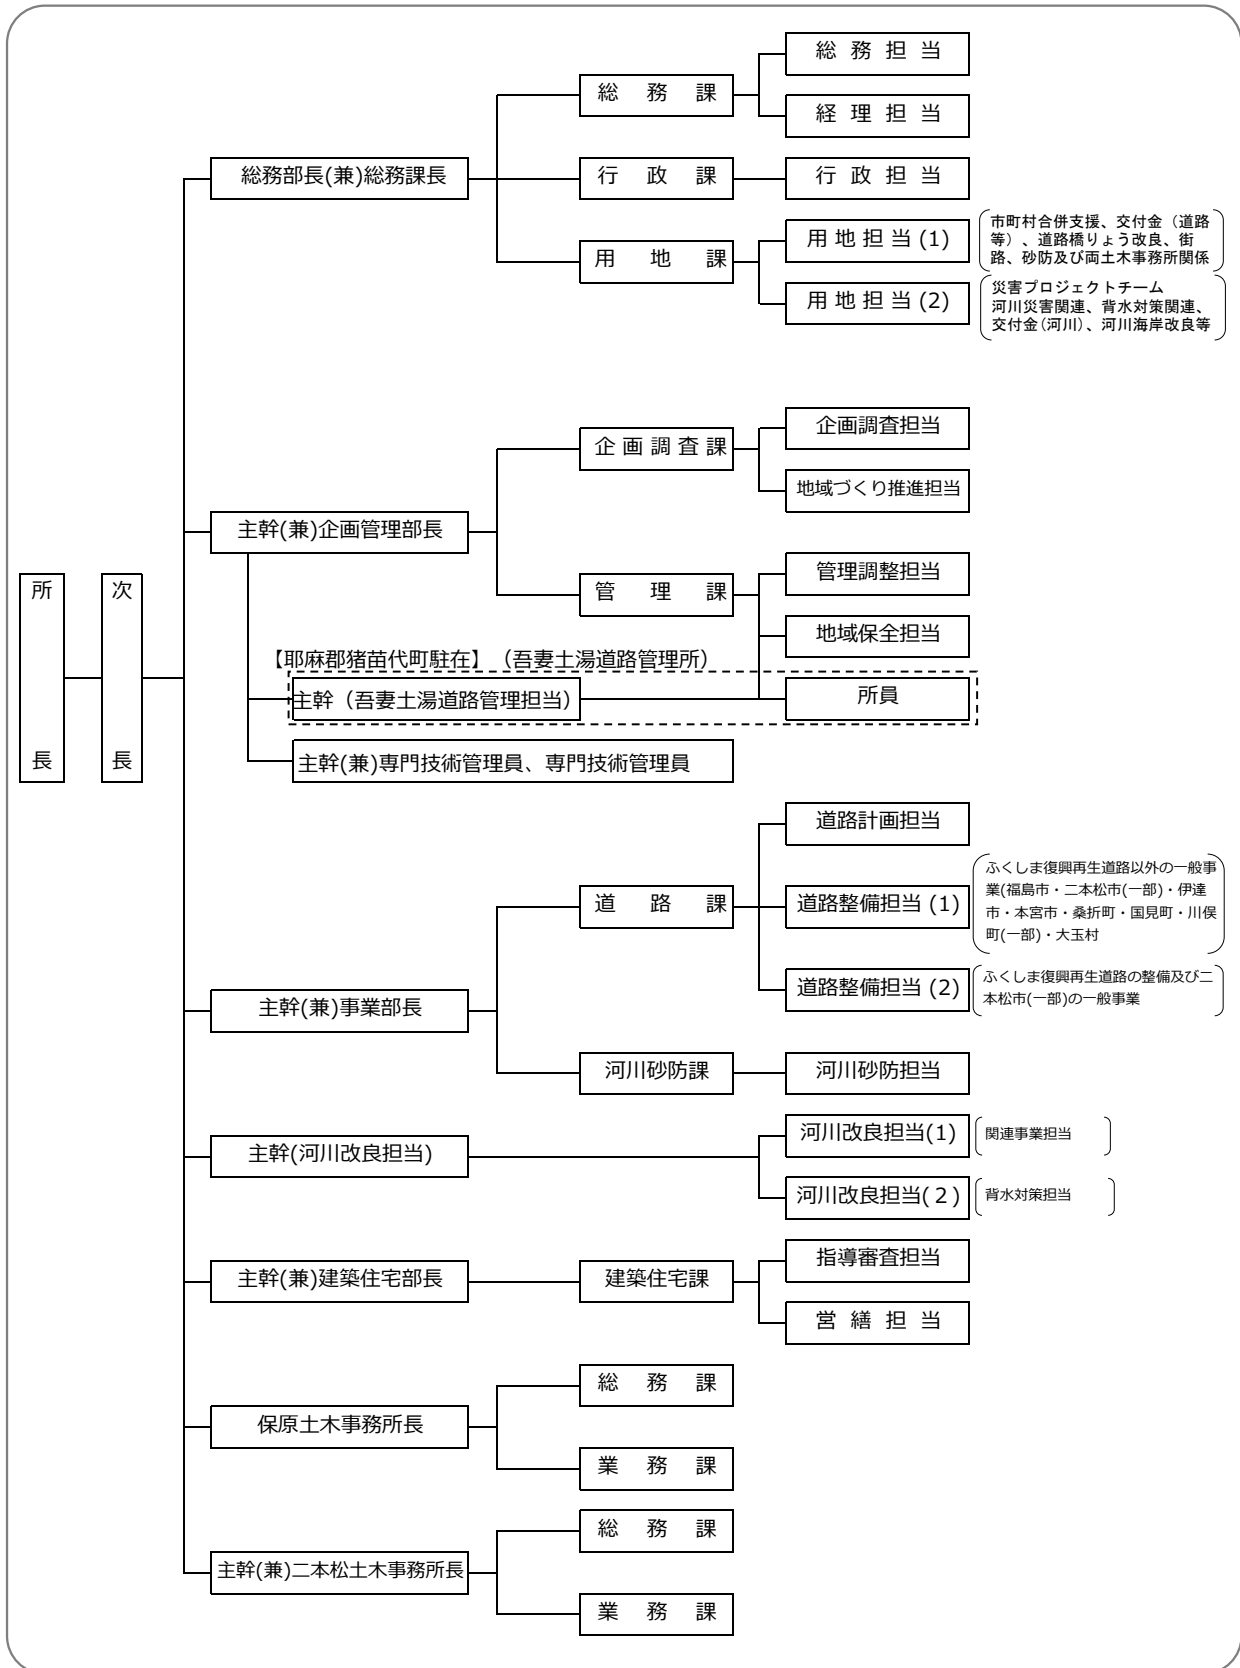 総務担当
総務課
経理担当
総務部長(兼)総務課長
行政課
行政担当
用地課
用地担当(1)
市町村合併支援、交付金（道路
等）、道路橋りょう改良、街
路、砂防及び両土木事務所関係
用地担当(2)
災害プロジェクトチーム
河川災害関連、背水対策関連、
交付金(河川)、河川海岸改良等
企画調査担当
企画調査課
地域づくり推進担当
主幹(兼)企画管理部長
管理調整担当
管理課
地域保全担当
所長
次長
【耶麻郡猪苗代町駐在】（吾妻土湯道路管理所）
主幹（吾妻土湯道路管理担当）
所員
主幹(兼)専門技術管理員、専門技術管理員
道路計画担当
道路課
道路整備担当(1)
ふくしま復興再生道路以外の一般事
業(福島市・二本松市(一部)・伊達
市・本宮市・桑折町・国見町・川俣
町(一部)・大玉村
道路整備担当(2)
ふくしま復興再生道路の整備及び二
本松市(一部)の一般事業
主幹(兼)事業部長
河川砂防課
河川砂防担当
主幹(河川改良担当)
河川改良担当(1)
関連事業担当
河川改良担当(２)
背水対策担当
指導審査担当
主幹(兼)建築住宅部長
建築住宅課
営繕担当
総務課
保原土木事務所長
業務課
総務課
主幹(兼)二本松土木事務所長
業務課